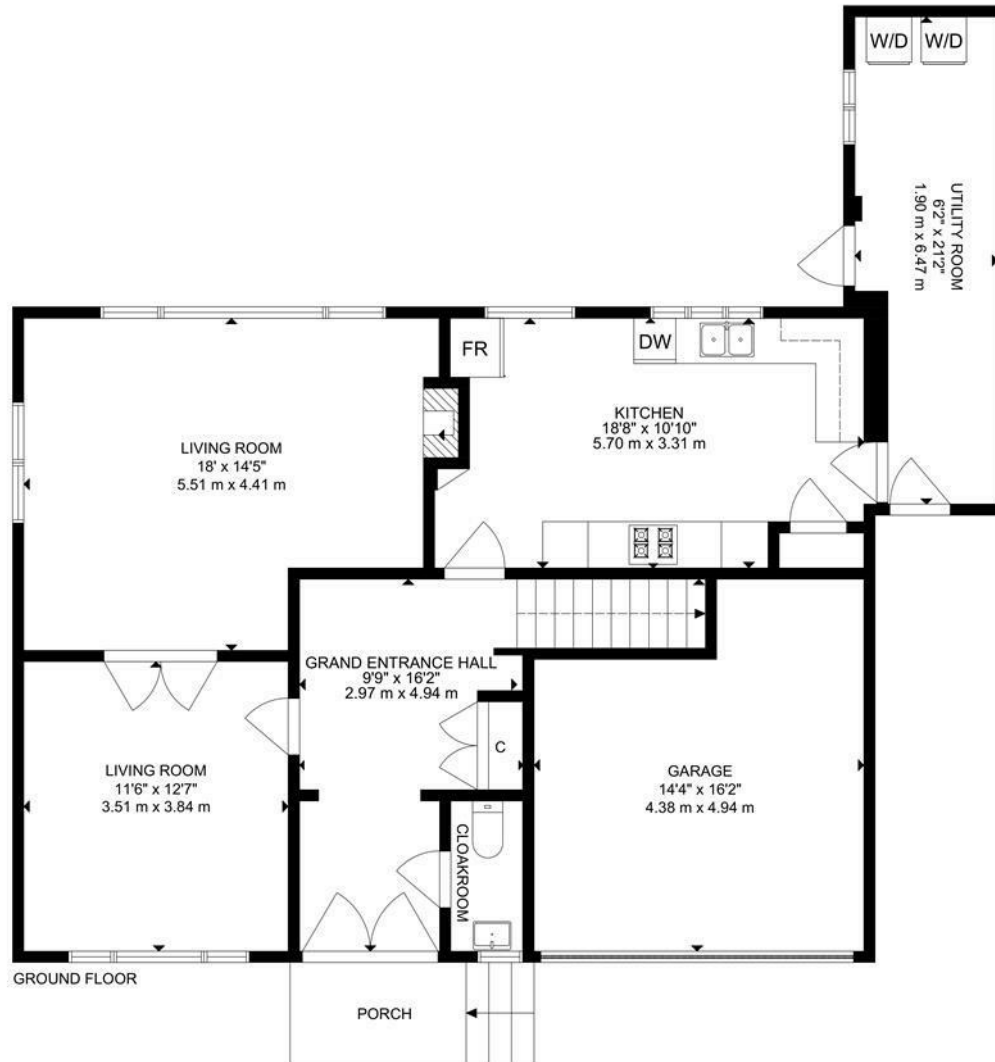 W/D W/D
UTILITY ROOM
6'2" x 21'2"
1.90 m x 6.47 m
FR
DW
KITCHEN
18'8" x 10'10"
5.70 m x 3.31 m
LIVING ROOM
18' x 14'5"
5.51 m x 4.41 m
GRAND ENTRANCE HALL
9'9" x 16'2"
2.97 m x 4.94 m
C
LIVING ROOM
11'6" x 12'7"
3.51 m x 3.84 m
GARAGE
14'4" x 16'2"
4.38 m x 4.94 m
CLOAKROOM
GROUND FLOOR
PORCH